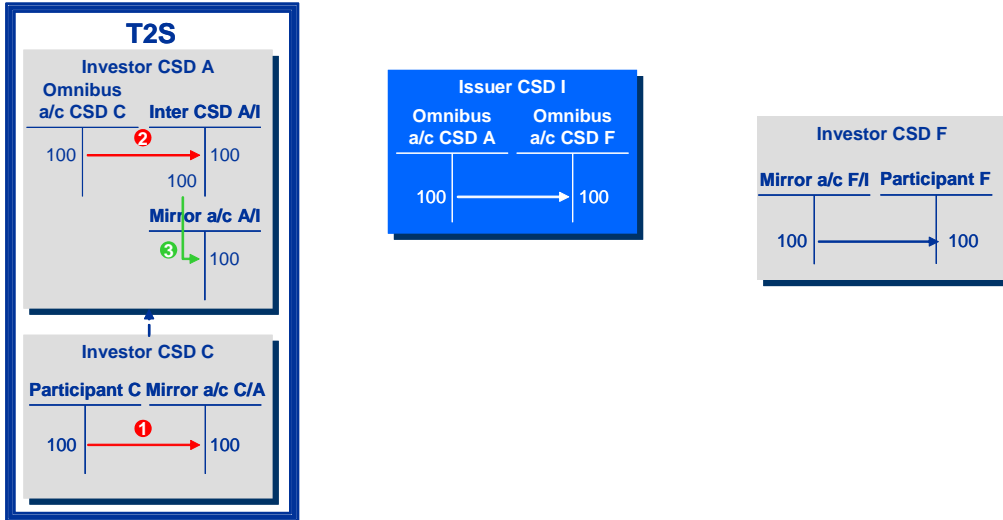 T2S
Investor CSD A
Omnibus
a/c CSD C Inter CSD A/I
2
100 100
100
Mirror a/c A/I
3
100
Investor CSD C
Participant C Mirror a/c C/A
1
100 100
Issuer CSD I
Omnibus Omnibus
a/c CSD A a/c CSD F
100 100
Investor CSD F
Mirror a/c F/I Participant F
100 100